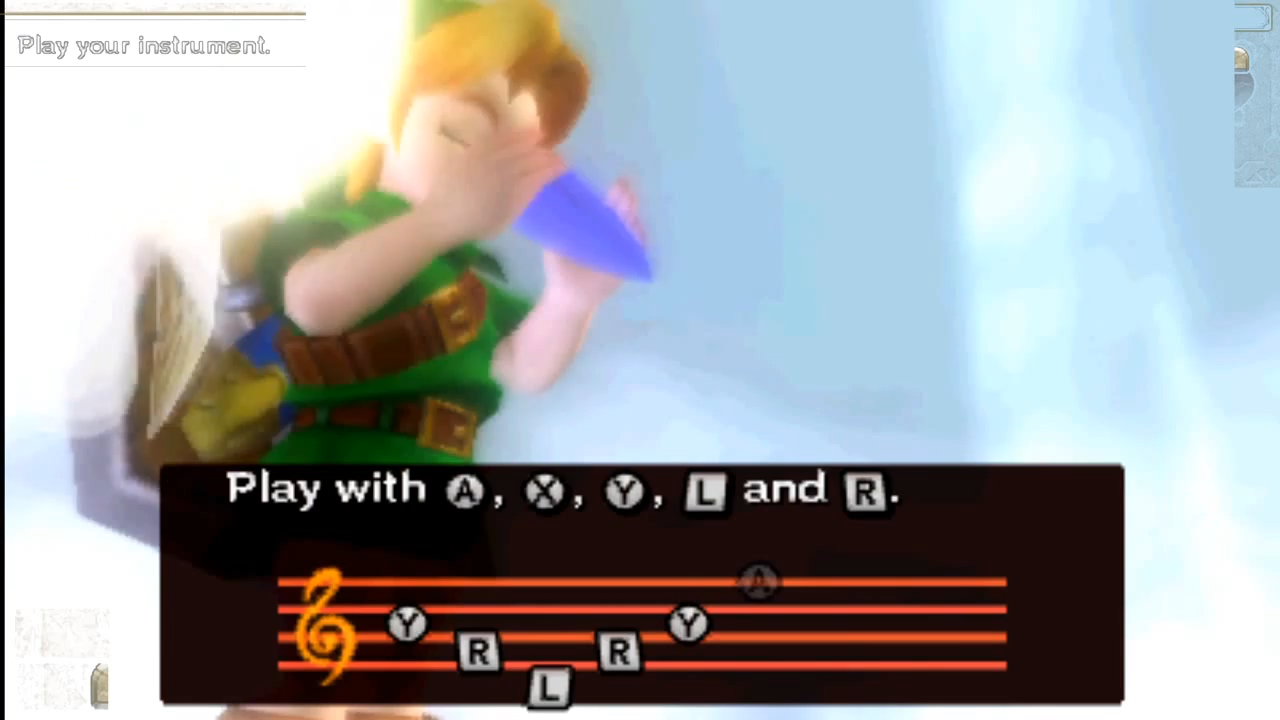 Play your instrument.
Play with A, X, Y, L and R.
A
Y Y
R R
L